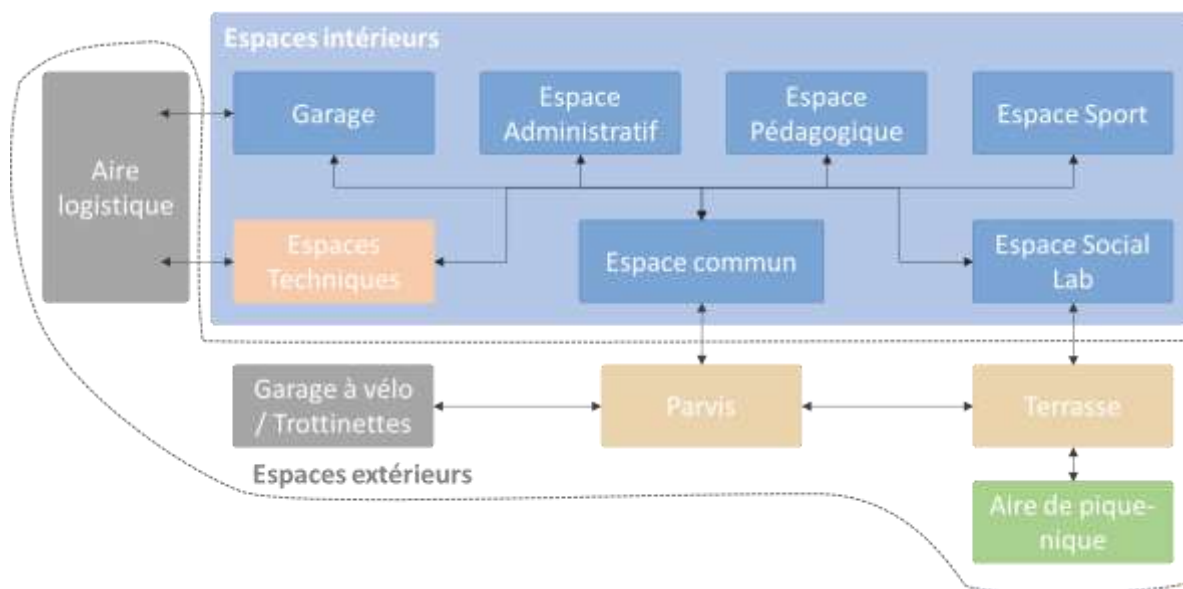 Espaces intérieurs
Garage
Espace
Administratif
Espace
Pédagogique
Espace Sport
Aire
logistique
Espaces
Techniques
Espace commun
Espace Social
Lab
Garage à vélo
/ Trottinettes
Parvis
Terrasse
Espaces extérieurs
Aire de pique-
nique